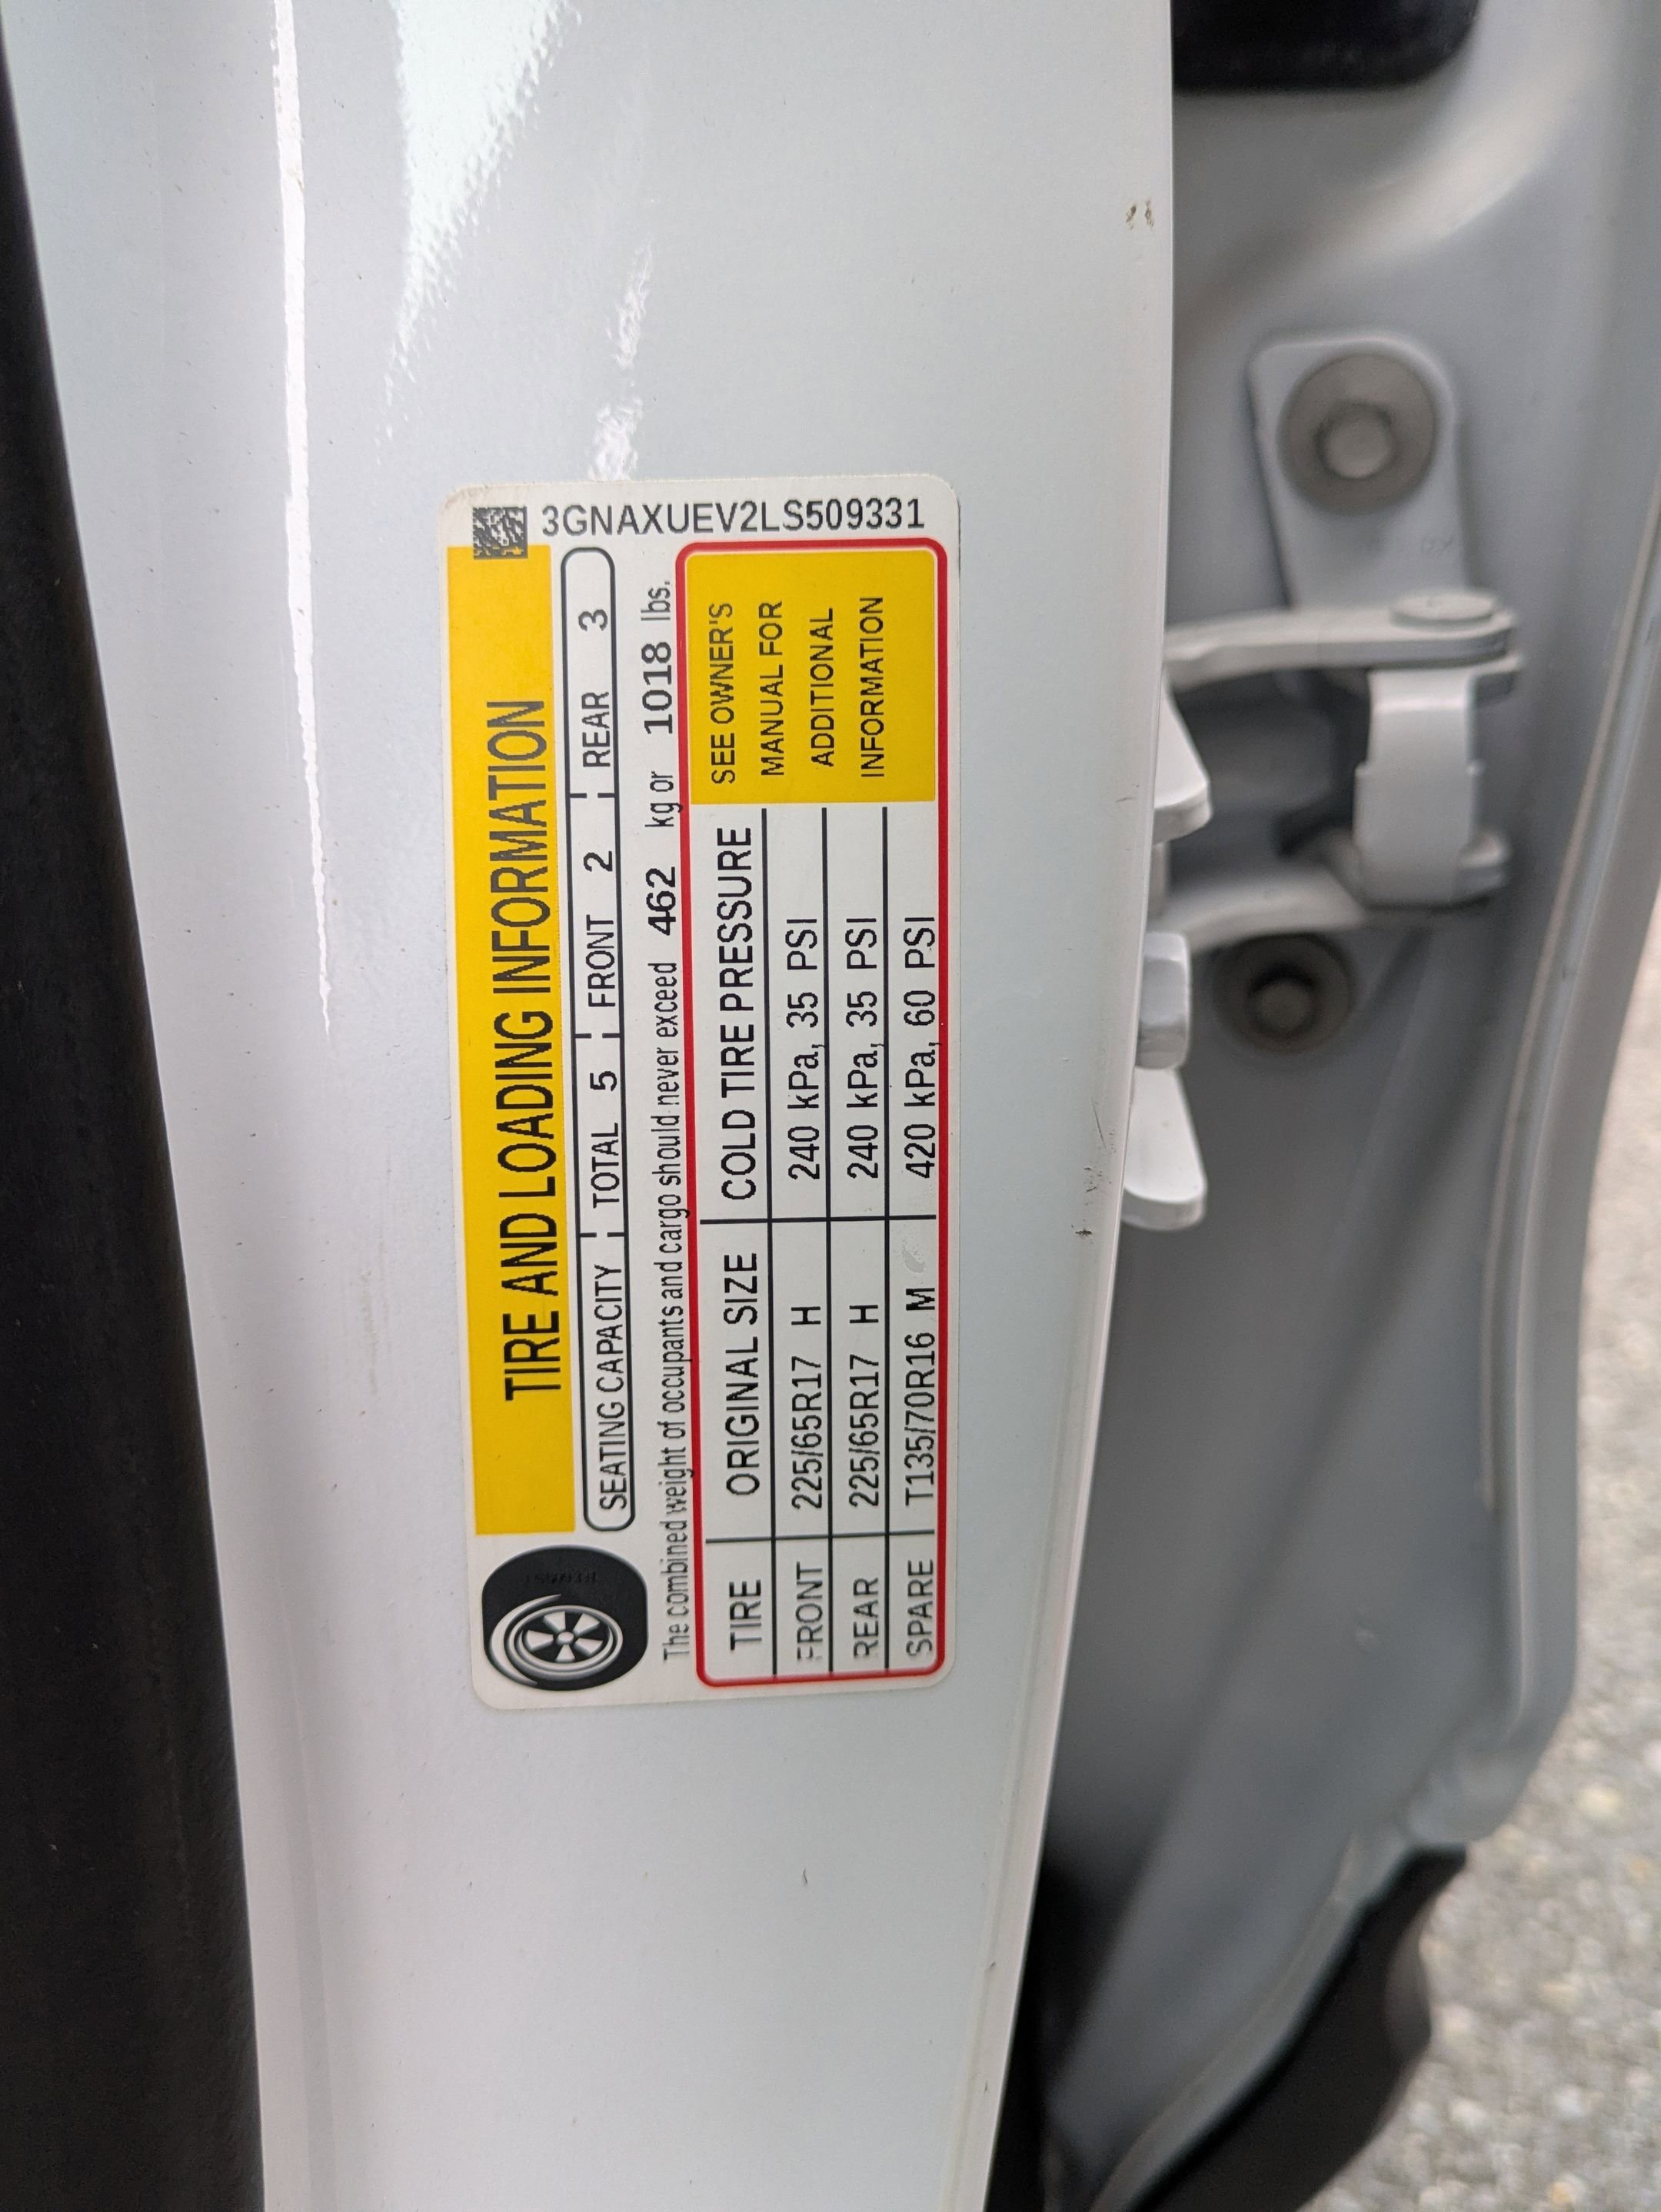 3GNAXUEV2LS509331
TIRE AND LOADING INFORMATION
SEATING CAPACITY TOTAL 5 FRONT 2 REAR 3
The combined weight of occupants and cargo should never exceed 462 kg or 1018 lbs.
TIRE ORIGINAL SIZE COLD TIRE PRESSURE
FRONT 225/65R17 H 240 kPa, 35 PSI
REAR 225/65R17 H 240 kPa, 35 PSI
SPARE T135/70R16 M 420 kPa, 60 PSI
SEE OWNER'S
MANUAL FOR
ADDITIONAL
INFORMATION